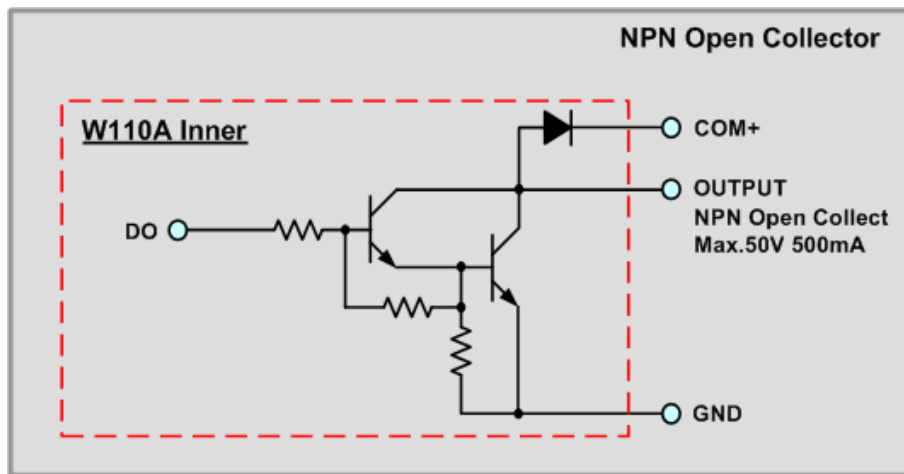 NPN Open Collector
W110A Inner
COM+
OUTPUT
NPN Open Collect
Max.50V 500mA
DO
GND